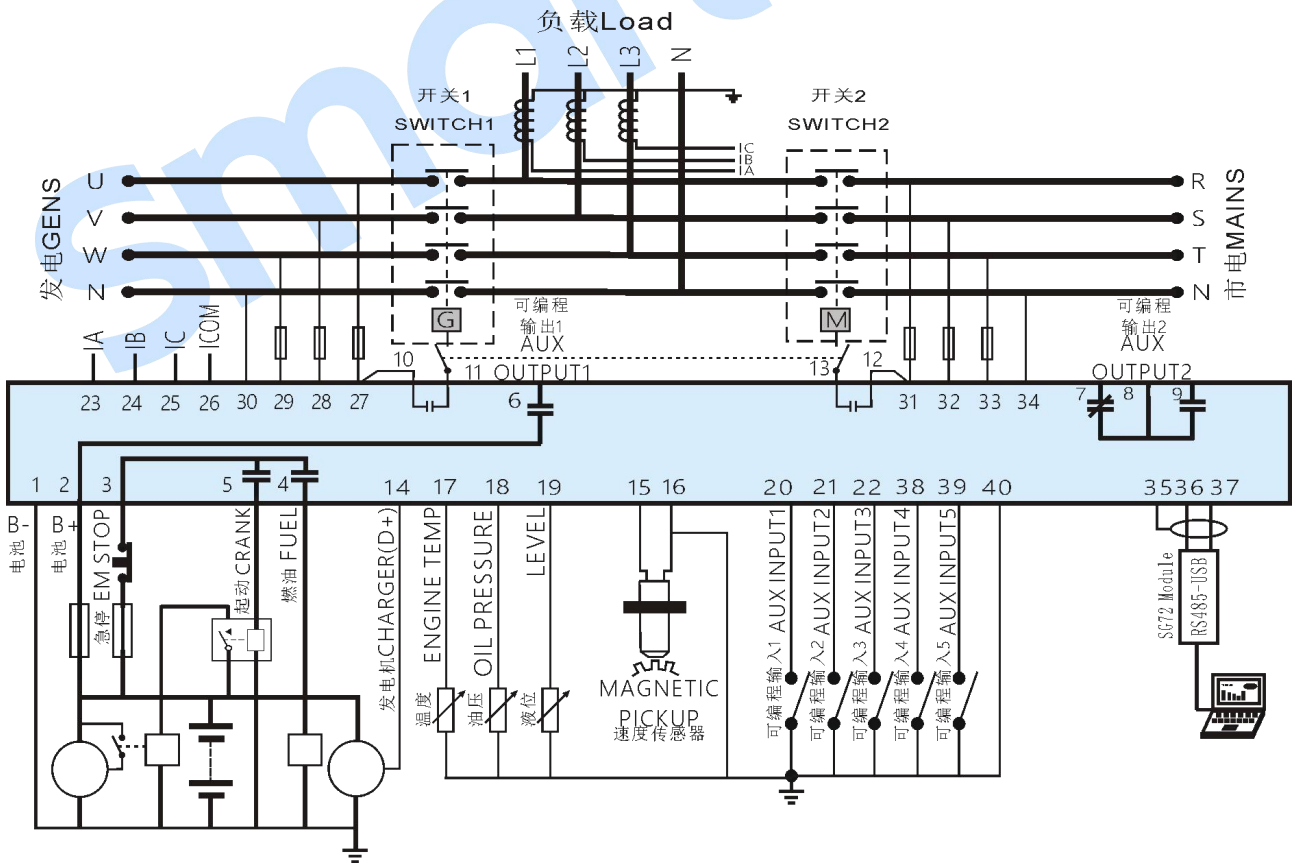 smar
负载Load
L1
L2
L3
N
开关1
SWITCH1
开关2
SWITCH2
IC
IB
IA
发电GENS
U
V
W
N
R
S
T
N
市电MAINS
G
M
可编程
输出1
AUX
OUTPUT1
可编程
输出2
AUX
OUTPUT2
IA
IB
IC
ICOM
10
11
13
12
23
24
25
26
30
29
28
27
6
31
32
33
34
7
8
9
1
2
3
5
4
14
17
18
19
15
16
20
21
22
38
39
40
35
36
37
B-
电池
B+
电池
EM STOP
急停
起动 CRANK
燃油 FUEL
发电机CHARGER(D+)
ENGINE TEMP
温度
OIL PRESSURE
油压
LEVEL
液位
MAGNETIC
PICKUP
速度传感器
可编程输入1 AUX INPUT1
可编程输入2 AUX INPUT2
可编程输入3 AUX INPUT3
可编程输入4 AUX INPUT4
可编程输入5 AUX INPUT5
SG72 Module
RS485-USB